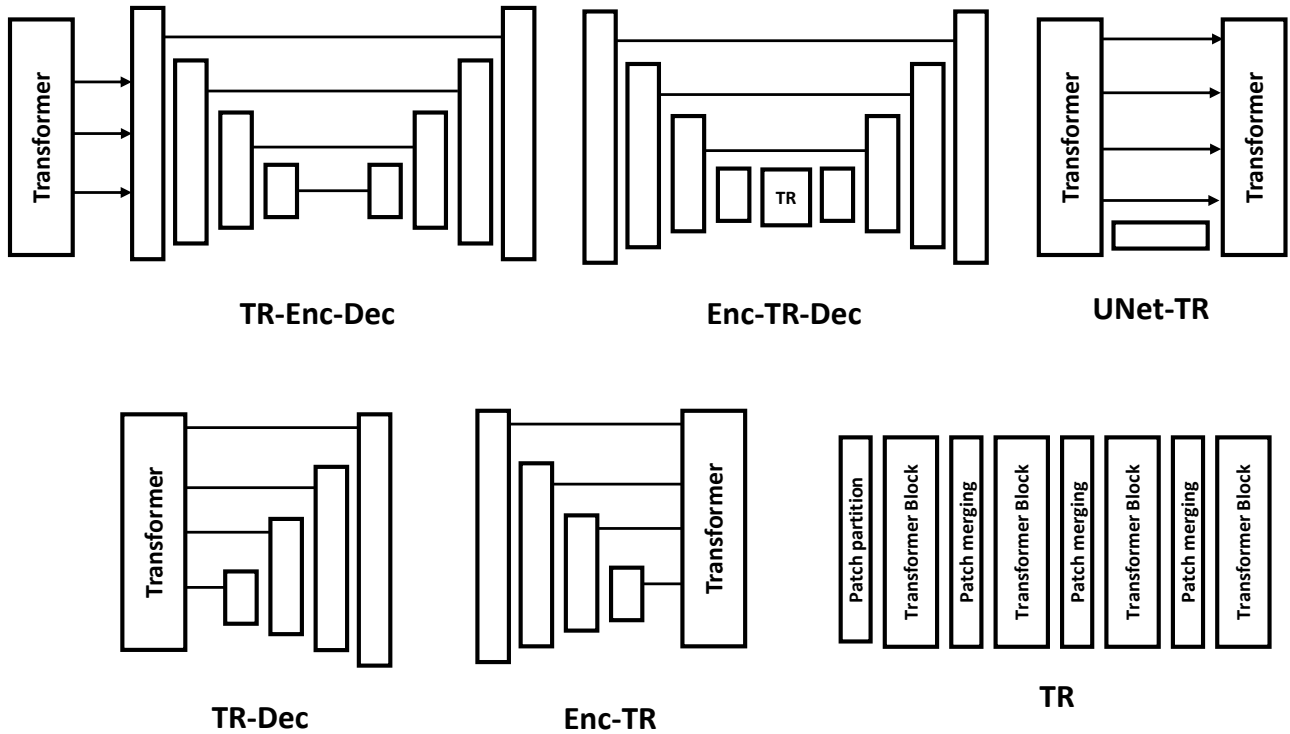 Transformer
TR-Enc-Dec
TR
Enc-TR-Dec
Transformer
Transformer
UNet-TR
Transformer
TR-Dec
Transformer
Enc-TR
Patch partition
Transformer Block
Patch merging
Transformer Block
Patch merging
Transformer Block
Patch merging
Transformer Block
TR